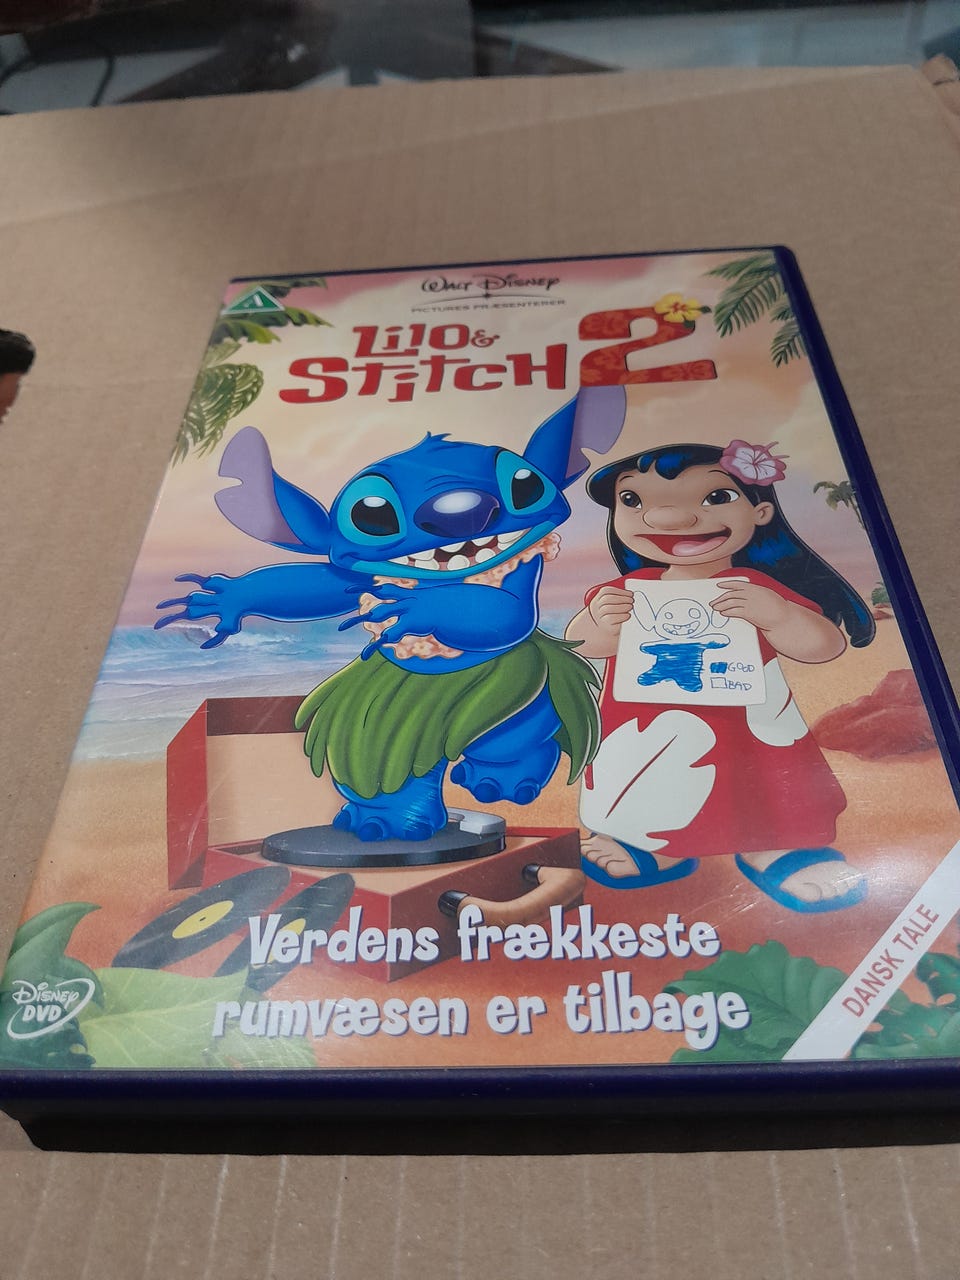 A
WALT DISNEY
PICTURES PRÆSENTERER
Lilo &
Stitch 2
GOOD
BAD
Verdens frækkeste
rumvæsen er tilbage
DANSK TALE
DISNEY
DVD